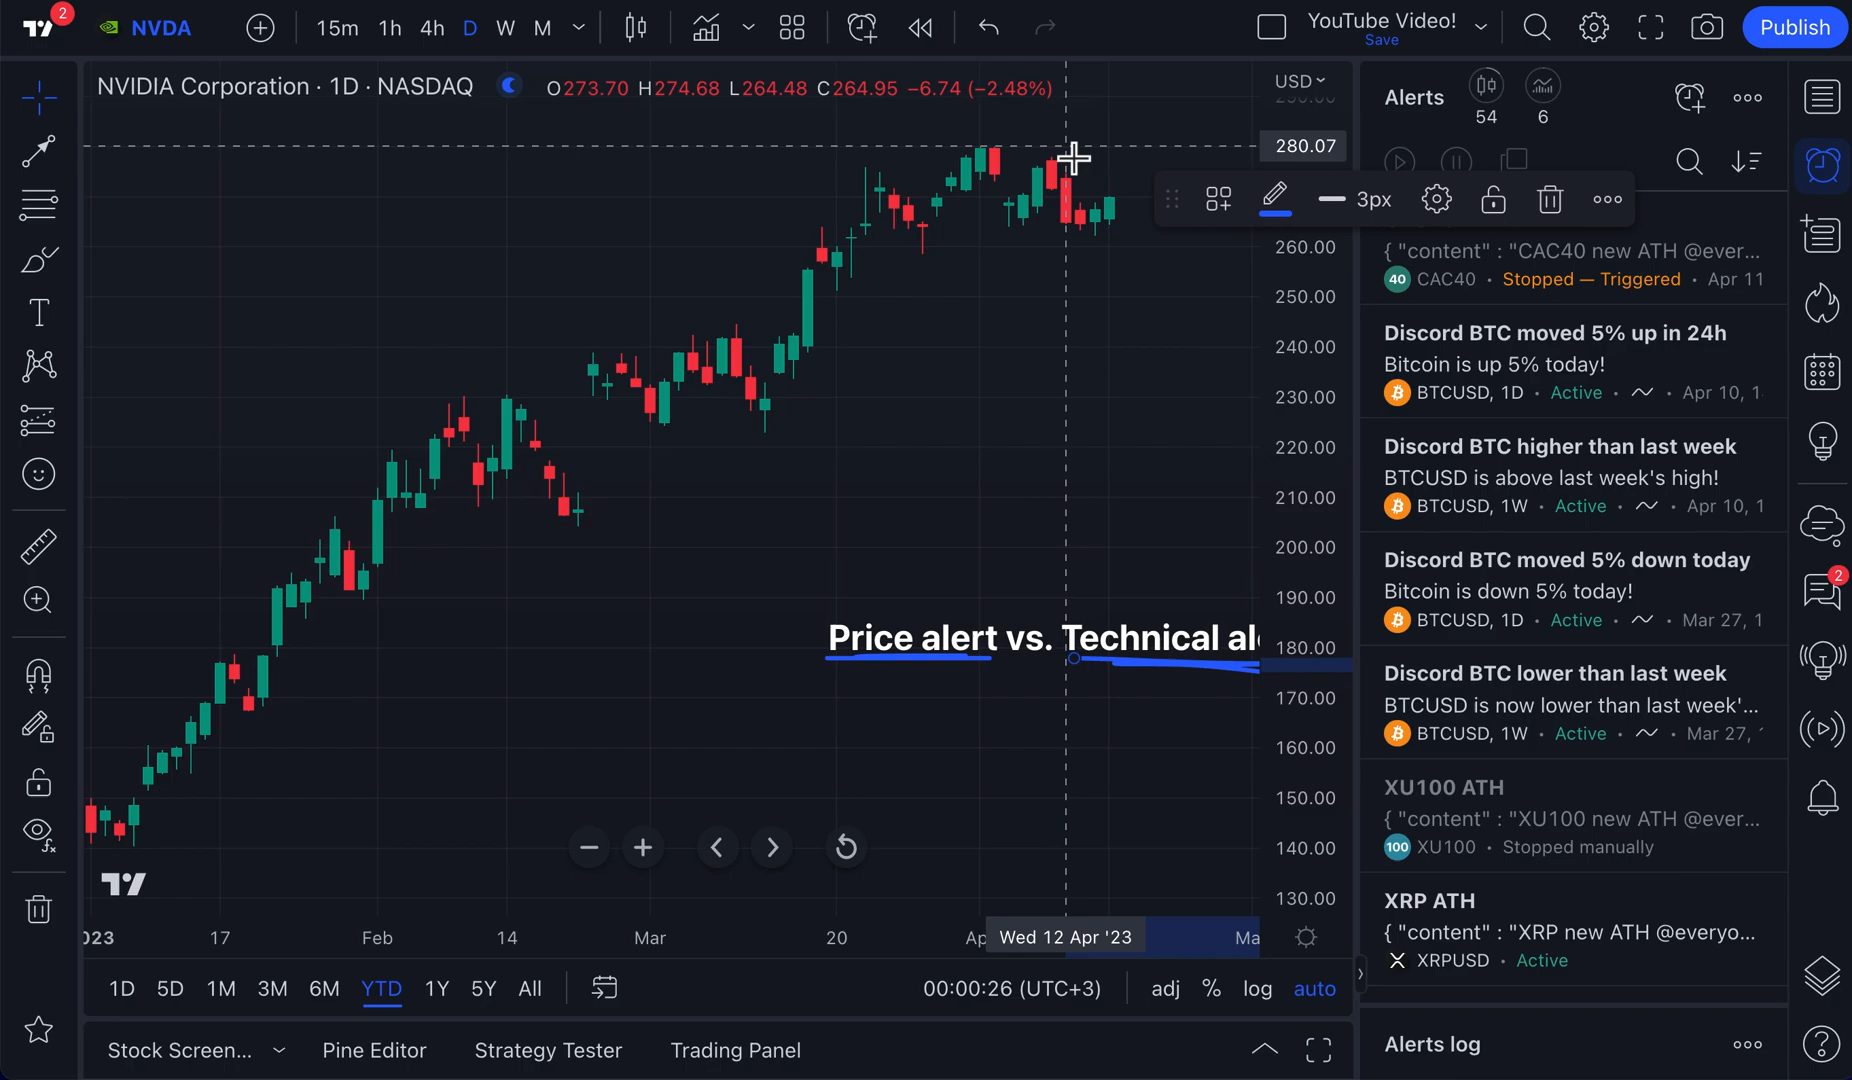 2
NVDA
15m 1h 4h D W M
YouTube Video!
Save
Publish
NVIDIA Corporation · 1D · NASDAQ
O273.70 H274.68 L264.48 C264.95 −6.74 (−2.48%)
USD
280.07
260.00
250.00
240.00
230.00
220.00
210.00
200.00
190.00
180.00
170.00
160.00
150.00
140.00
130.00
Price alert vs. Technical al
023 17 Feb 14 Mar 20 Ap Wed 12 Apr '23 Ma
1D 5D 1M 3M 6M YTD 1Y 5Y All
00:00:26 (UTC+3)
adj % log auto
Stock Screen... Pine Editor Strategy Tester Trading Panel
Alerts
54
6
3px
{ "content" : "CAC40 new ATH @ever...
40 CAC40 · Stopped — Triggered · Apr 11
Discord BTC moved 5% up in 24h
Bitcoin is up 5% today!
BTCUSD, 1D · Active · Apr 10, 1
Discord BTC higher than last week
BTCUSD is above last week's high!
BTCUSD, 1W · Active · Apr 10, 1
Discord BTC moved 5% down today
Bitcoin is down 5% today!
BTCUSD, 1D · Active · Mar 27, 1
Discord BTC lower than last week
BTCUSD is now lower than last week'...
BTCUSD, 1W · Active · Mar 27,
XU100 ATH
{ "content" : "XU100 new ATH @ever...
100 XU100 · Stopped manually
XRP ATH
{ "content" : "XRP new ATH @everyo...
XRPUSD · Active
Alerts log
2